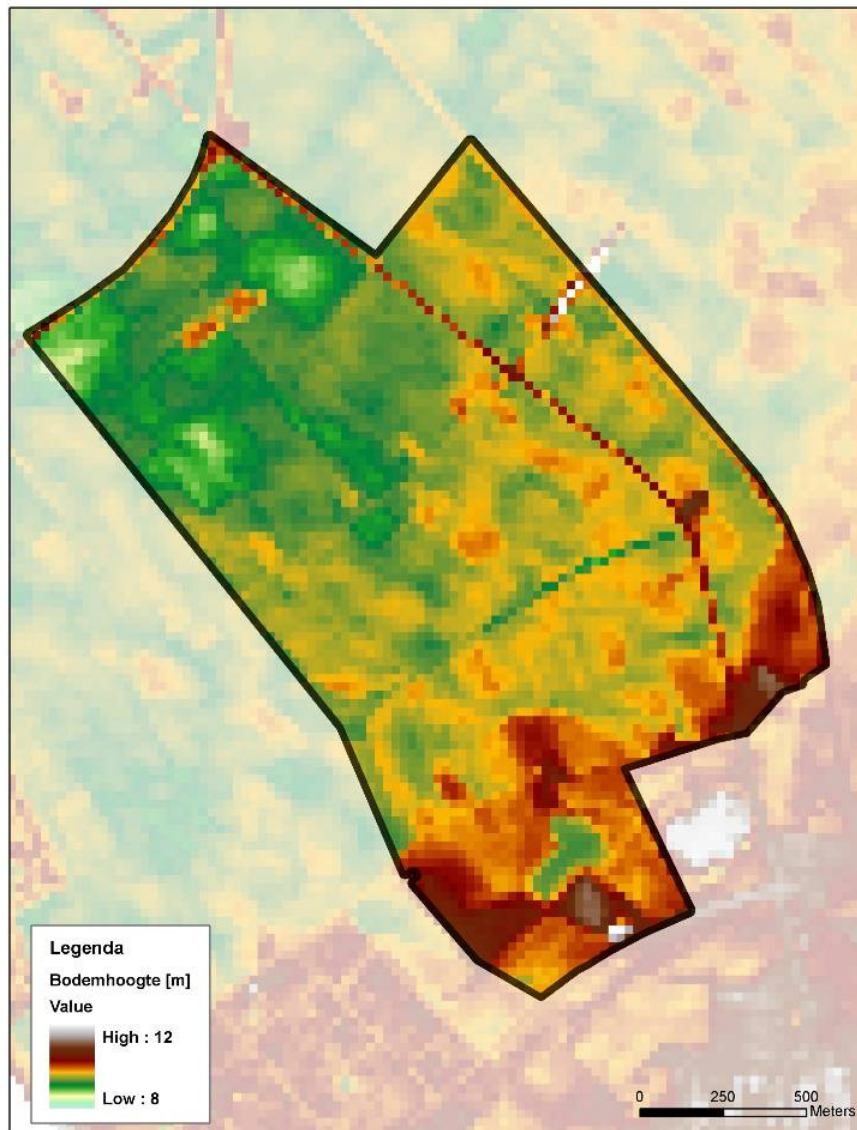 Legenda
Bodemhoogte [m]
Value
High : 12
Low : 8
0 250 500
Meters